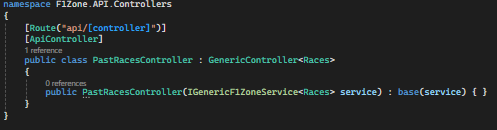 namespace F1Zone.API.Controllers
{
[Route("api/[controller]")]
[ApiController]
1 reference
public class PastRacesController : GenericController<Races>
{
0 references
public PastRacesController(IGenericF1ZoneService<Races> service) : base(service) { }
}
}